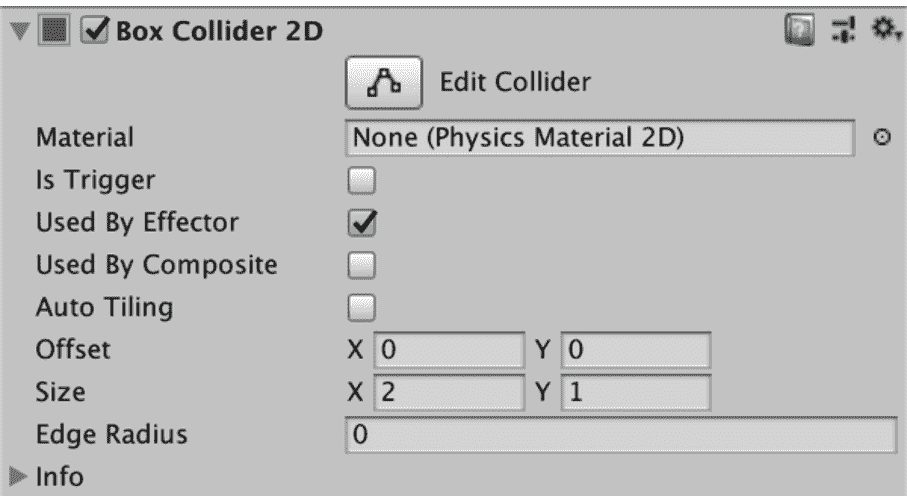 Box Collider 2D
Edit Collider
Material None (Physics Material 2D)
Is Trigger
Used By Effector
Used By Composite
Auto Tiling
Offset X 0 Y 0
Size X 2 Y 1
Edge Radius 0
Info